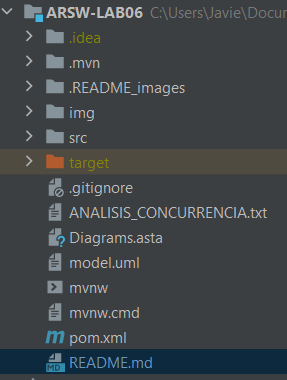 ARSW-LAB06 C:\Users\Javie\Docur
.idea
.mvn
.README_images
img
src
target
.gitignore
ANALISIS_CONCURRENCIA.txt
Diagrams.asta
model.uml
mvnw
mvnw.cmd
m pom.xml
MD README.md